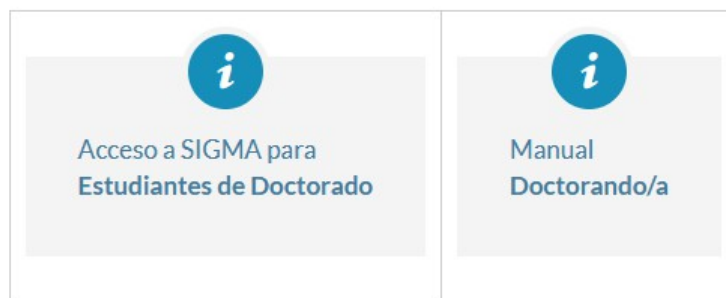 Acceso a SIGMA para
Estudiantes de Doctorado
Manual
Doctorando/a